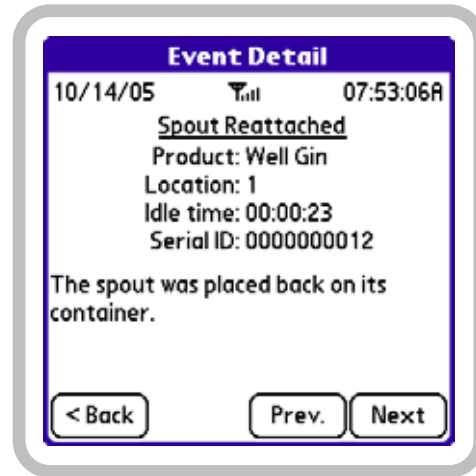 Event Detail
10/14/05 07:53:06A
Spout Reattached
Product: Well Gin
Location: 1
Idle time: 00:00:23
Serial ID: 0000000012
The spout was placed back on its
container.
< Back Prev. Next